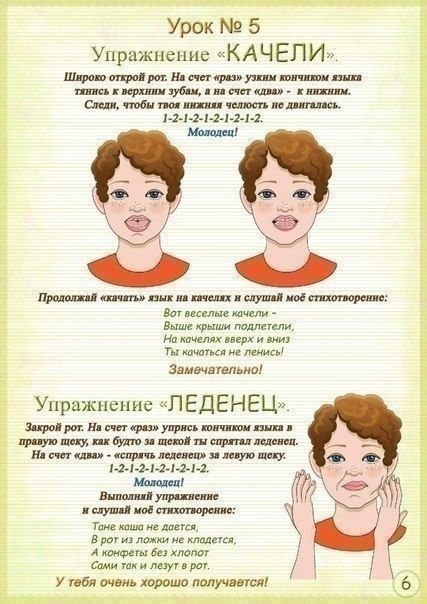 Урок № 5
Упражнение «КАЧЕЛИ».
Широко открой рот. На счет «раз» узким кончиком языка
тянись к верхним зубам, а на счет «два» - к нижним.
Следи, чтобы твоя нижняя челюсть не двигалась.
1-2-1-2-1-2-1-2-1-2.
Молодец!
Продолжай «качать» язык на качелях и слушай моё стихотворение:
Вот веселые качели -
Выше крыши подлетели,
На качелях вверх и вниз
Ты качаться не ленись!
Замечательно!
Упражнение «ЛЕДЕНЕЦ».
Закрой рот. На счет «раз» упрись кончиком языка в
правую щеку, как будто за щекой ты спрятал леденец.
На счет «два» - «спрячь леденец» за левую щеку.
1-2-1-2-1-2-1-2-1-2.
Молодец!
Выполняй упражнение
и слушай моё стихотворение:
Тане каша не дается,
В рот из ложки не кладется,
А конфеты без хлопот
Сами так и лезут в рот.
У тебя очень хорошо получается!
6